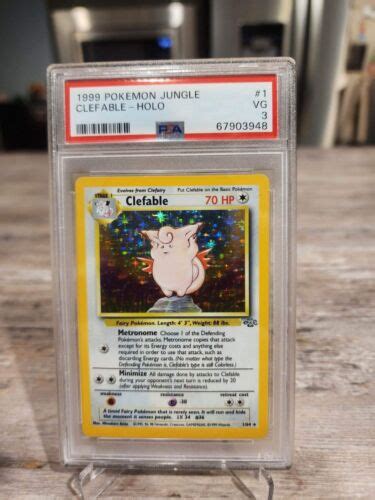 1999 POKEMON JUNGLE #1
CLEFABLE - HOLO VG
3
PSA 67903948
Evolves from Clefairy Put Clefable on the Basic Pokémon
STAGE 1
Clefable 70 HP
Fairy Pokémon. Length: 4' 3", Weight: 88 lbs.
Metronome Choose 1 of the Defending
Pokémon's attacks. Metronome copies that
attack except for its Energy costs and anything else
required in order to use that attack, such as
discarding Energy cards. (No matter what type the
Defending Pokémon is, Clefable's type is still Colorless.)
Minimize All damage done by attacks to Clefable
during your opponent's next turn is reduced by 20
(after applying Weakness and Resistance).
weakness resistance retreat cost
-30
A timid Fairy Pokémon that is rarely seen. It will run and hide
the moment it senses people. LV. 34 #36
1/64